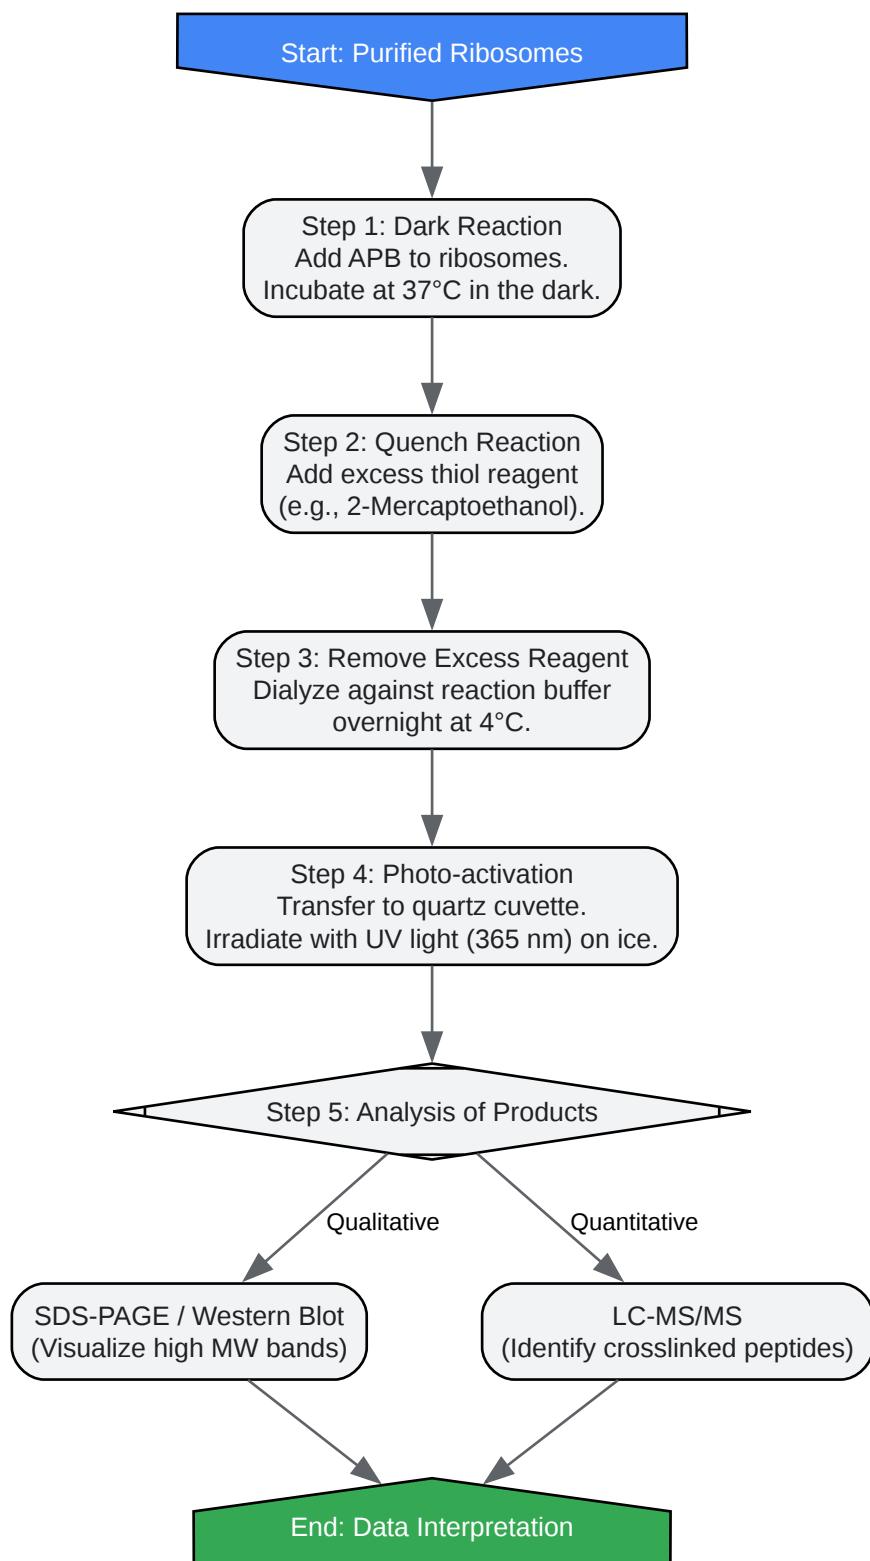 Start: Purified Ribosomes
Step 1: Dark Reaction
Add APB to ribosomes.
Incubate at 37°C in the dark.
Step 2: Quench Reaction
Add excess thiol reagent
(e.g., 2-Mercaptoethanol).
Step 3: Remove Excess Reagent
Dialyze against reaction buffer
overnight at 4°C.
Step 4: Photo-activation
Transfer to quartz cuvette.
Irradiate with UV light (365 nm) on ice.
Step 5: Analysis of Products
Qualitative
Quantitative
SDS-PAGE / Western Blot
(Visualize high MW bands)
LC-MS/MS
(Identify crosslinked peptides)
End: Data Interpretation